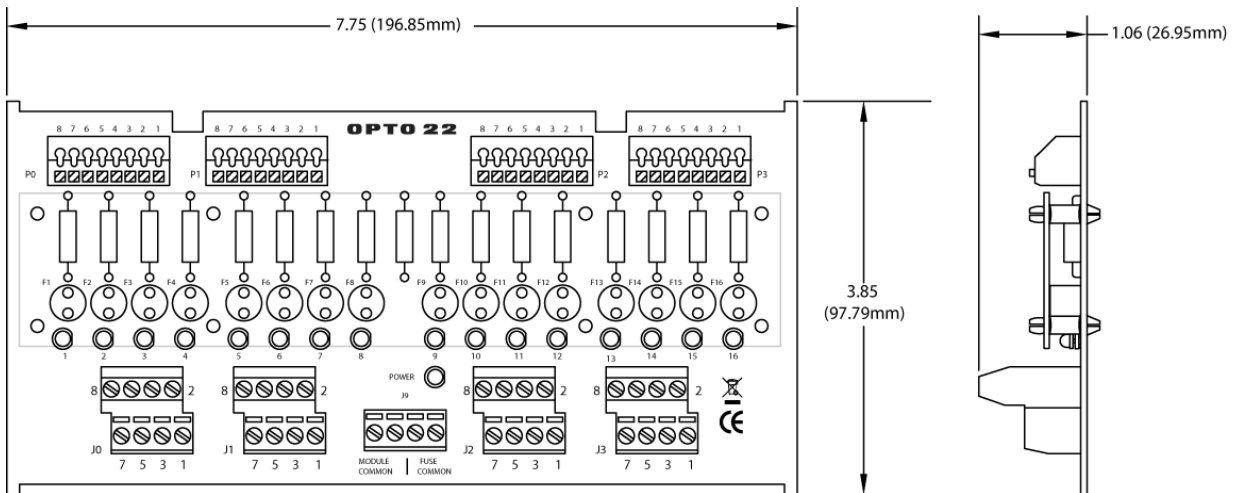 7.75 (196.85mm)
1.06 (26.95mm)
8 7 6 5 4 3 2 1
8 7 6 5 4 3 2 1
OPTO 22
8 7 6 5 4 3 2 1
8 7 6 5 4 3 2 1
P0
P1
P2
P3
F1 F2 F3 F4 F5 F6 F7 F8 F9 F10 F11 F12 F13 F14 F15 F16
3.85
(97.79mm)
1 2 3 4 5 6 7 8 9 10 11 12 13 14 15 16
POWER
8 2 8 2 J9 8 2 8 2
CE
J0 J1 J2 J3
7 5 3 1 7 5 3 1 MODULE COMMON | FUSE COMMON 7 5 3 1 7 5 3 1